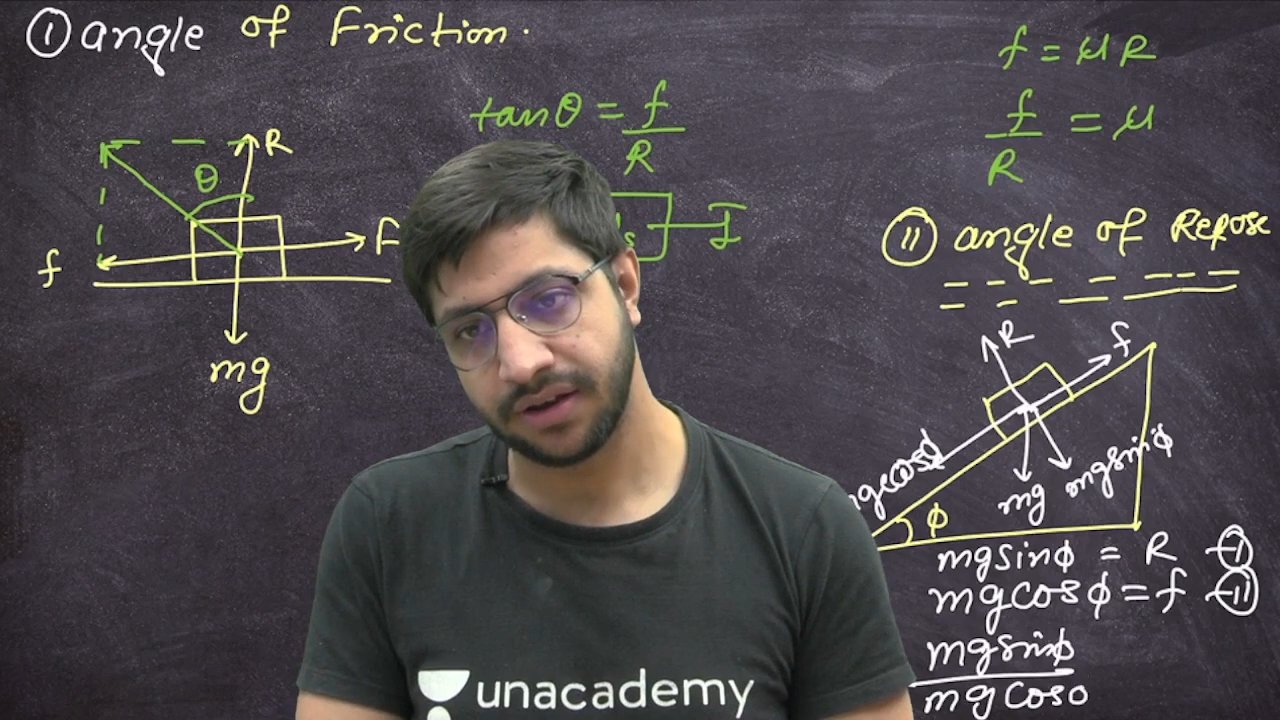 ① angle of Friction.
f = μR
tanθ = f/R
f/R = μ
R
θ
F
f
mg
s I
⑪ angle of Repose
R
f
mgcosϕ
mg
mgsinϕ
ϕ
mgsinϕ = R -①
mgcosϕ = f -⑪
mgsinϕ
mgcoso
unacademy